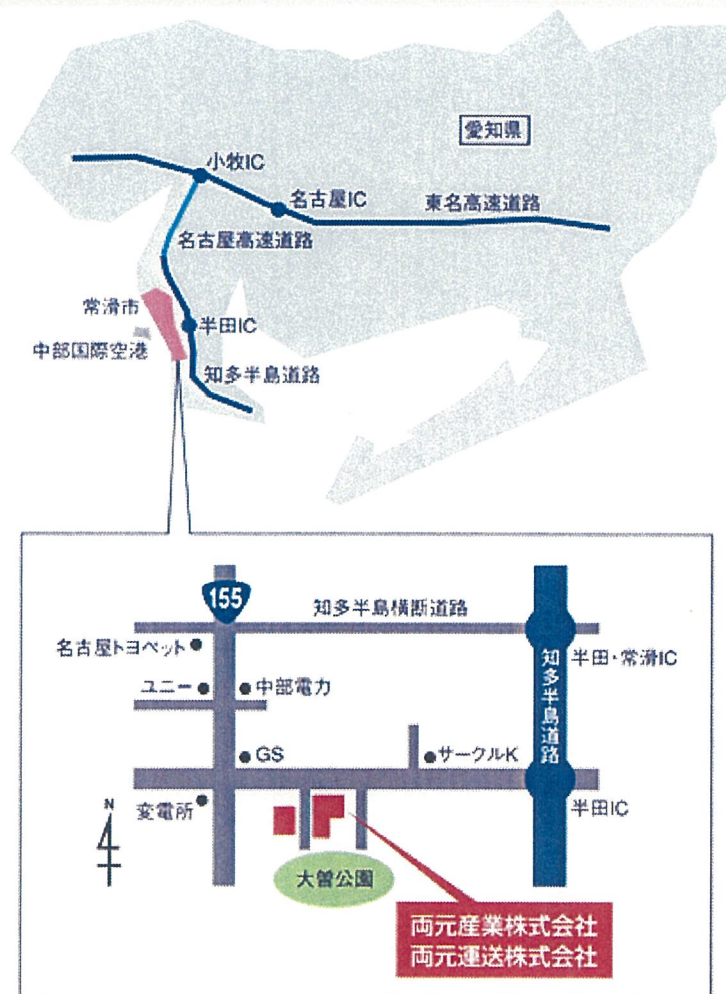 愛知県
小牧IC
名古屋IC
東名高速道路
名古屋高速道路
常滑市
半田IC
中部国際空港
知多半島道路
155
知多半島横断道路
名古屋トヨペット
半田・常滑IC
知多半島道路
ユニー
中部電力
GS
サークルK
N
変電所
半田IC
大曽公園
両元産業株式会社
両元運送株式会社